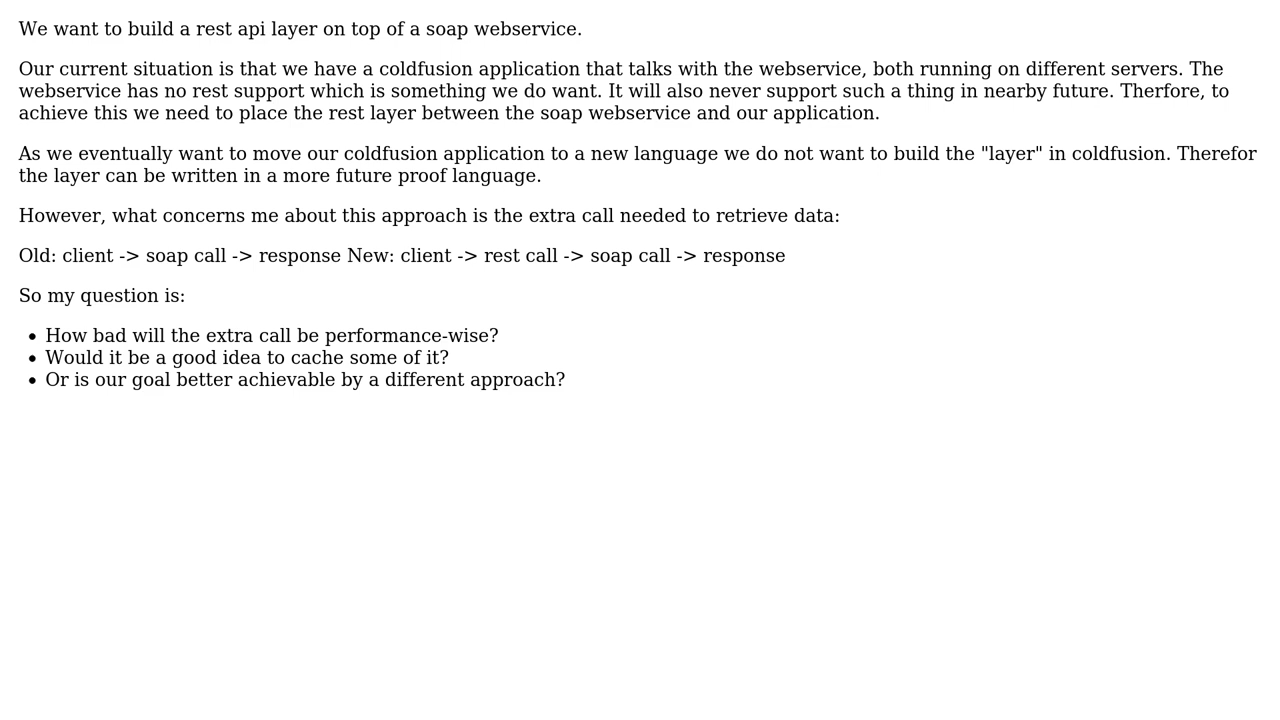 We want to build a rest api layer on top of a soap webservice.
Our current situation is that we have a coldfusion application that talks with the webservice, both running on different servers. The
webservice has no rest support which is something we do want. It will also never support such a thing in nearby future. Therfore, to
achieve this we need to place the rest layer between the soap webservice and our application.
As we eventually want to move our coldfusion application to a new language we do not want to build the "layer" in coldfusion. Therefor
the layer can be written in a more future proof language.
However, what concerns me about this approach is the extra call needed to retrieve data:
Old: client -> soap call -> response New: client -> rest call -> soap call -> response
So my question is:
• How bad will the extra call be performance-wise?
• Would it be a good idea to cache some of it?
• Or is our goal better achievable by a different approach?